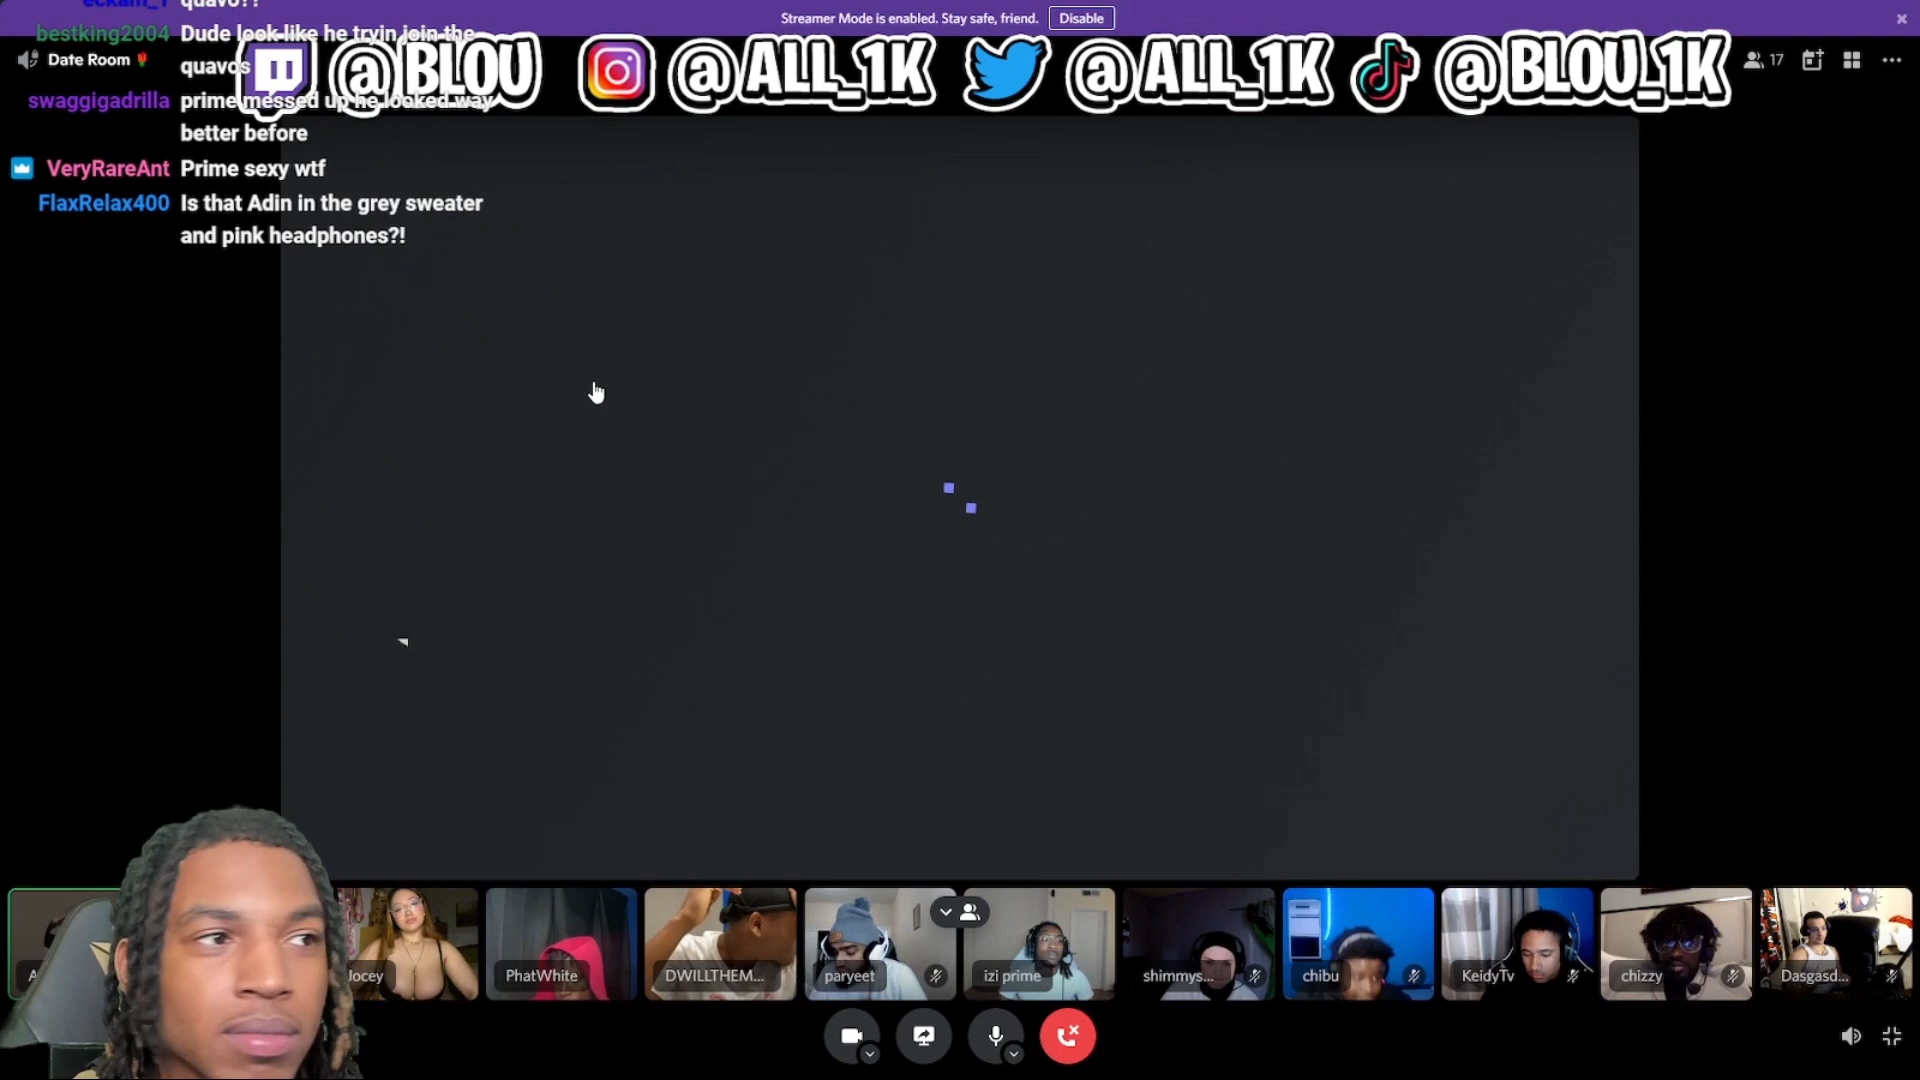 Streamer Mode is enabled. Stay safe, friend. Disable
eckam_1 quavo??
bestking2004 Dude look like he tryin join the
quavos
Date Room
@BLOU @ALL_1K @ALL_1K @BLOU_1K
17
swaggigadrilla prime messed up he looked way
better before
VeryRareAnt Prime sexy wtf
FlaxRelax400 Is that Adin in the grey sweater
and pink headphones?!
A
Jocey
PhatWhite
DWILLTHEM...
paryeet
izi prime
shimmys...
chibu
KeidyTv
chizzy
Dasgasd...